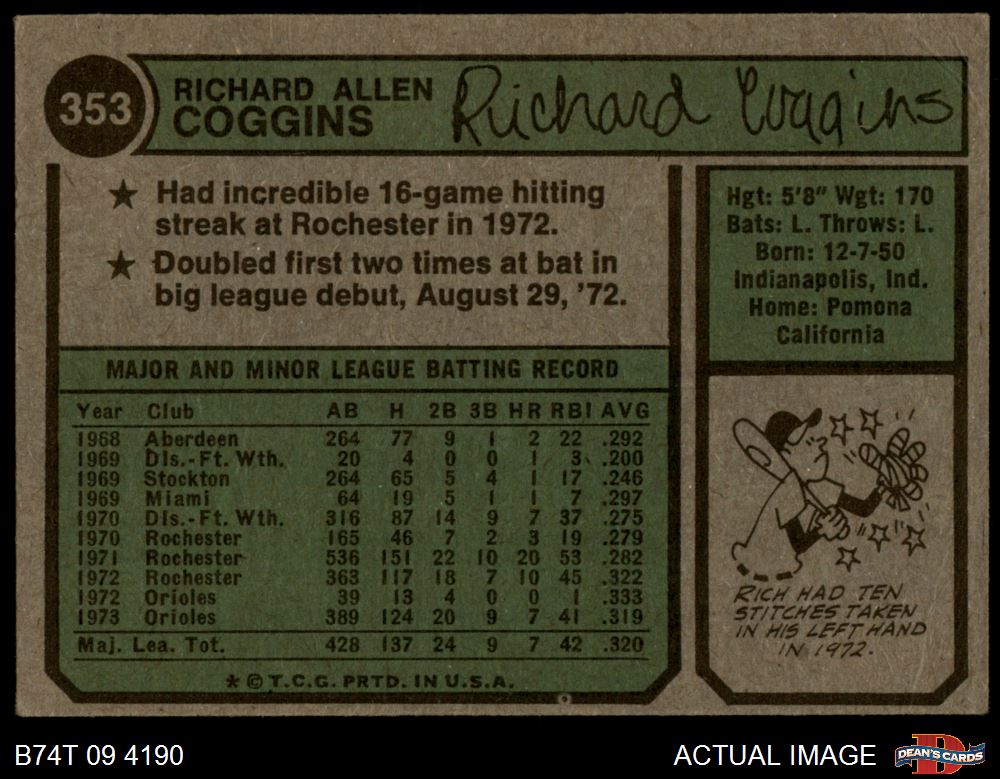 353
RICHARD ALLEN
COGGINS
Richard Coggins
★ Had incredible 16-game hitting
streak at Rochester in 1972.
★ Doubled first two times at bat in
big league debut, August 29, '72.
Hgt: 5'8" Wgt: 170
Bats: L. Throws: L.
Born: 12-7-50
Indianapolis, Ind.
Home: Pomona
California
MAJOR AND MINOR LEAGUE BATTING RECORD
Year Club AB H 2B 3B HR RBI AVG
1968 Aberdeen 264 77 9 1 2 22 .292
1969 Dls.-Ft. Wth. 20 4 0 0 1 3 .200
1969 Stockton 264 65 5 4 1 17 .246
1969 Miami 64 19 5 1 1 7 .297
1970 Dls.-Ft. Wth. 316 87 14 9 7 37 .275
1970 Rochester 165 46 7 2 3 19 .279
1971 Rochester 536 151 22 10 20 53 .282
1972 Rochester 363 117 18 7 10 45 .322
1972 Orioles 39 13 4 0 0 1 .333
1973 Orioles 389 124 20 9 7 41 .319
Maj. Lea. Tot. 428 137 24 9 7 42 .320
* © T.C.G. PRTD. IN U.S.A.
RICH HAD TEN
STITCHES TAKEN
IN HIS LEFT HAND
IN 1972.
B74T 09 4190
ACTUAL IMAGE
DEAN'S CARDS